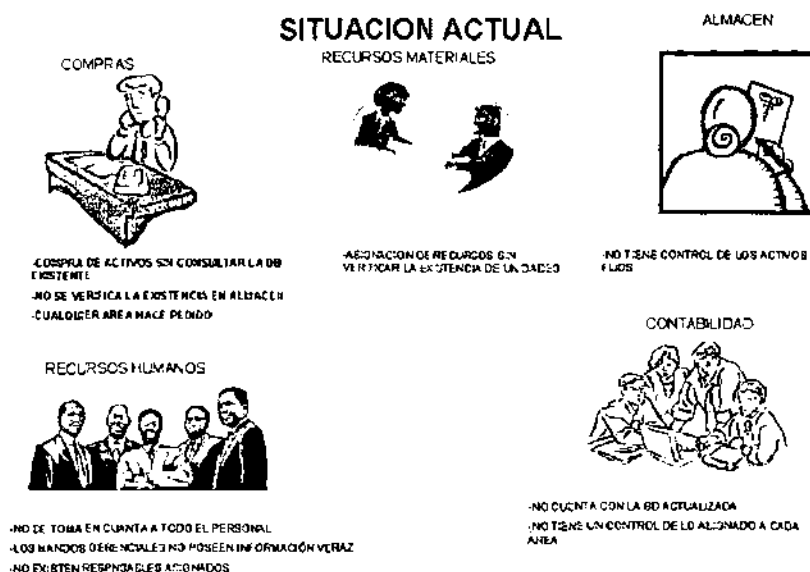 SITUACION ACTUAL
ALMACEN
RECURSOS MATERIALES
COMPRAS
-COMPRA DE ACTIVOS SIN CONSULTAR LA BD
EXISTENTE
-NO SE VERIFICA LA EXISTENCIA EN ALMACEN
-CUALQUIER AREA HACE PEDIDO
-ASIGNACION DE RECURSOS SIN
VERIFICAR LA EXISTENCIA DE UNIDADES
-NO TIENE CONTROL DE LOS ACTIVOS
FIJOS
CONTABILIDAD
RECURSOS HUMANOS
-NO CUENTA CON LA BD ACTUALIZADA
-NO TIENE UN CONTROL DE LO ASIGNADO A CADA
AREA
-NO SE TOMA EN CUENTA A TODO EL PERSONAL
-LOS MANDOS GERENCIALES NO POSEEN INFORMACIÓN VERAZ
-NO EXISTEN RESPONSABLES ASIGNADOS